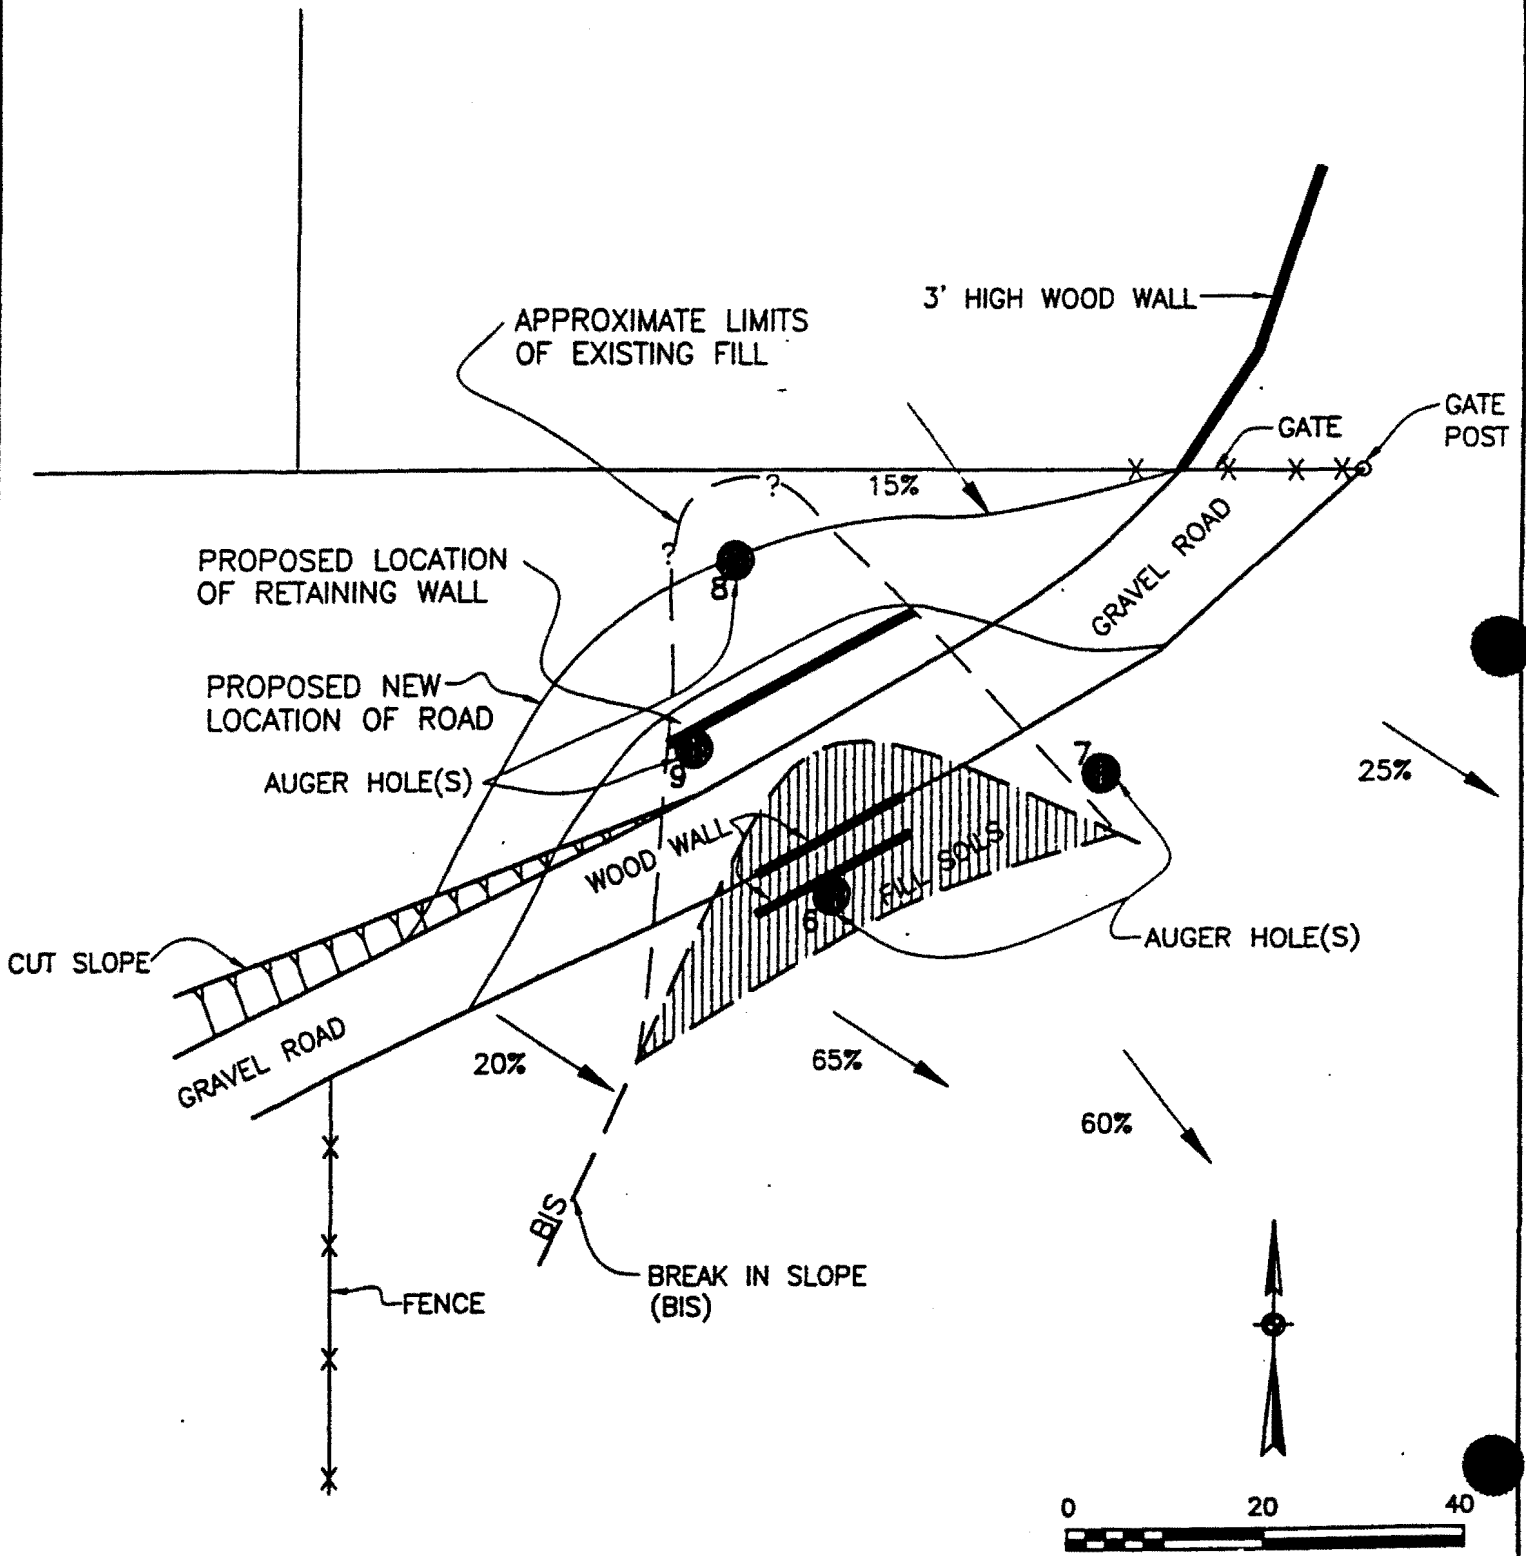 3' HIGH WOOD WALL
APPROXIMATE LIMITS
OF EXISTING FILL
GATE
POST
GATE
?
15%
GRAVEL ROAD
?
PROPOSED LOCATION
OF RETAINING WALL
8
PROPOSED NEW
LOCATION OF ROAD
AUGER HOLE(S)
9
7
25%
WOOD WALL
FILL SOILS
6
AUGER HOLE(S)
CUT SLOPE
GRAVEL ROAD
20%
65%
60%
BIS
BREAK IN SLOPE
(BIS)
FENCE
0 20 40